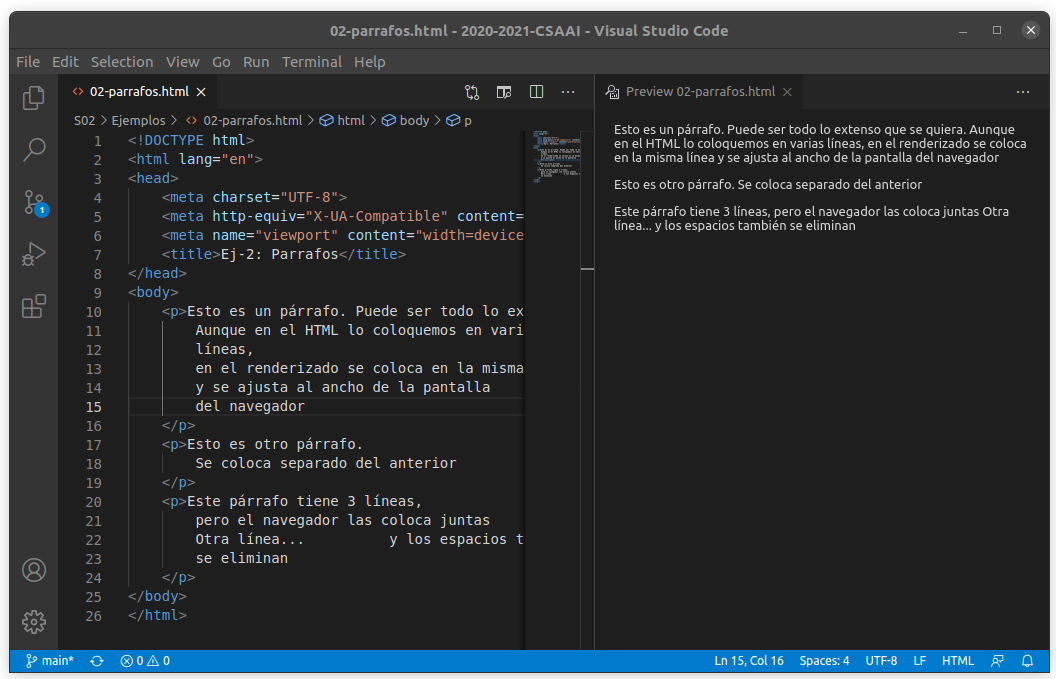 02-parrafos.html - 2020-2021-CSAAI - Visual Studio Code
File Edit Selection View Go Run Terminal Help
02-parrafos.html
S02 > Ejemplos > 02-parrafos.html > html > body > p
1 <!DOCTYPE html>
2 <html lang="en">
3 <head>
4 <meta charset="UTF-8">
5 <meta http-equiv="X-UA-Compatible" content=
6 <meta name="viewport" content="width=device
7 <title>Ej-2: Parrafos</title>
8 </head>
9 <body>
10 <p>Esto es un párrafo. Puede ser todo lo ex
11 Aunque en el HTML lo coloquemos en vari
12 líneas,
13 en el renderizado se coloca en la misma
14 y se ajusta al ancho de la pantalla
15 del navegador
16 </p>
17 <p>Esto es otro párrafo.
18 Se coloca separado del anterior
19 </p>
20 <p>Este párrafo tiene 3 líneas,
21 pero el navegador las coloca juntas
22 Otra línea... y los espacios t
23 se eliminan
24 </p>
25 </body>
26 </html>
Preview 02-parrafos.html
Esto es un párrafo. Puede ser todo lo extenso que se quiera. Aunque
en el HTML lo coloquemos en varias líneas, en el renderizado se coloca
en la misma línea y se ajusta al ancho de la pantalla del navegador
Esto es otro párrafo. Se coloca separado del anterior
Este párrafo tiene 3 líneas, pero el navegador las coloca juntas Otra
línea... y los espacios también se eliminan
1
main* 0 0 Ln 15, Col 16 Spaces: 4 UTF-8 LF HTML